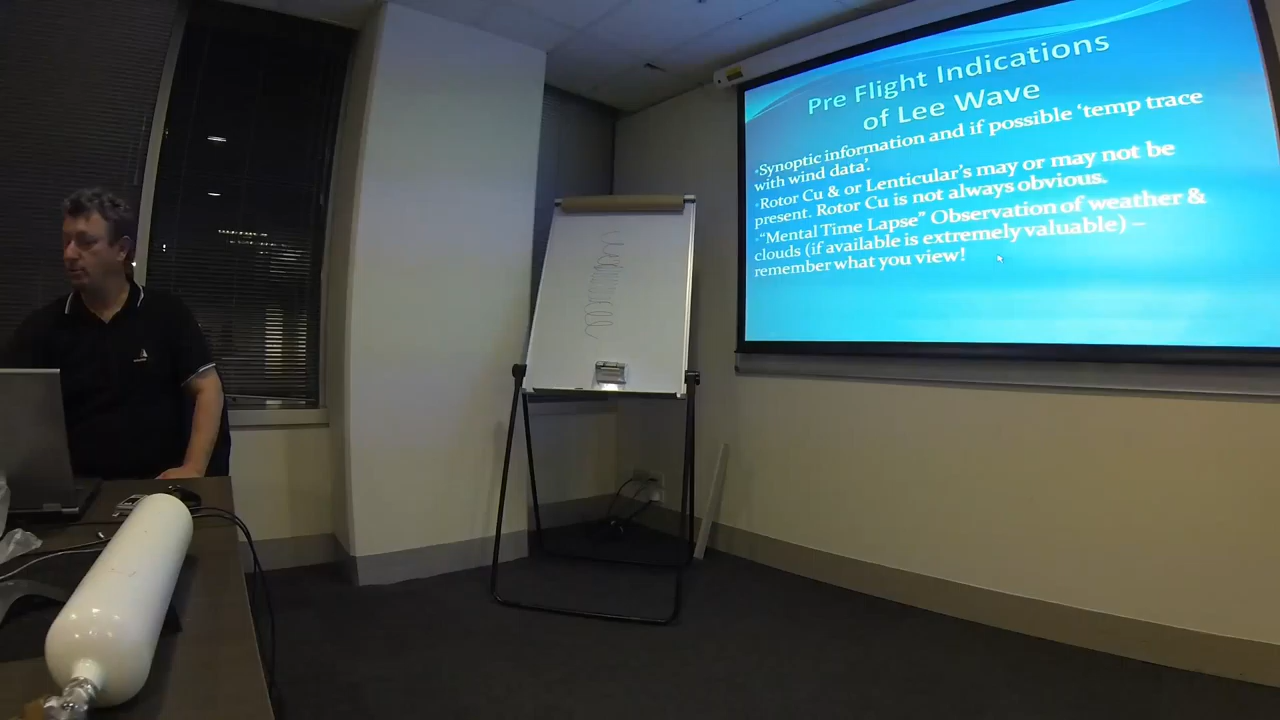 Pre Flight Indications
of Lee Wave
•Synoptic information and if possible ‘temp trace
with wind data’.
•Rotor Cu & or Lenticular’s may or may not be
present. Rotor Cu is not always obvious.
•“Mental Time Lapse” Observation of weather &
clouds (if available is extremely valuable) –
remember what you view!